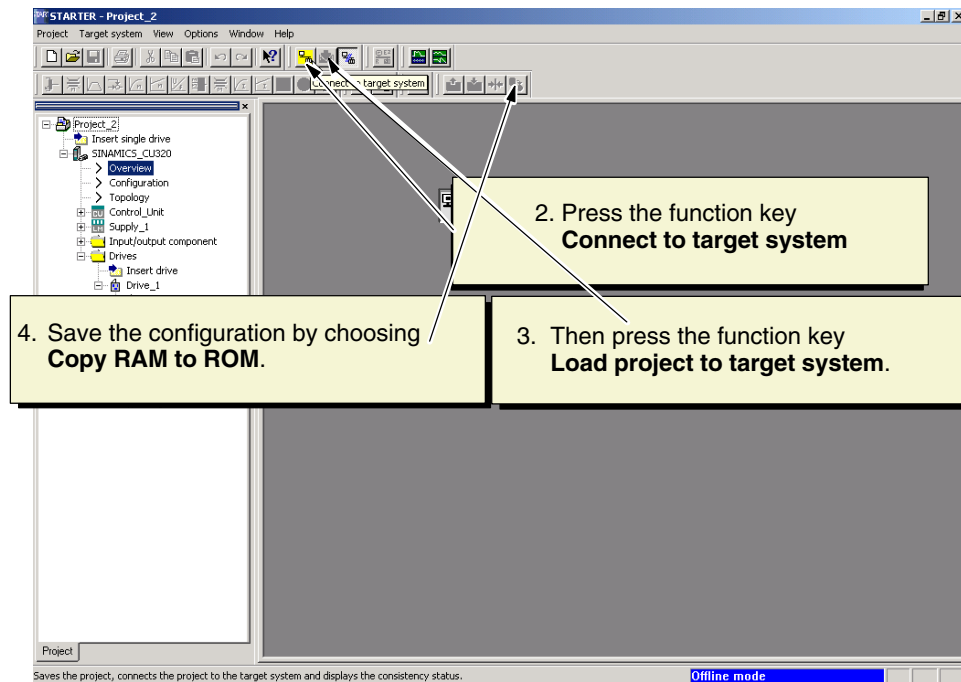 STARTER - Project_2
Project Target system View Options Window Help
Connect to target system
Project_2
Insert single drive
SINAMICS_CU320
Overview
Configuration
Topology
Control_Unit
Supply_1
Input/output component
Drives
Insert drive
Drive_1
2. Press the function key
Connect to target system
4. Save the configuration by choosing
Copy RAM to ROM.
3. Then press the function key
Load project to target system.
Project
Saves the project, connects the project to the target system and displays the consistency status.
Offline mode